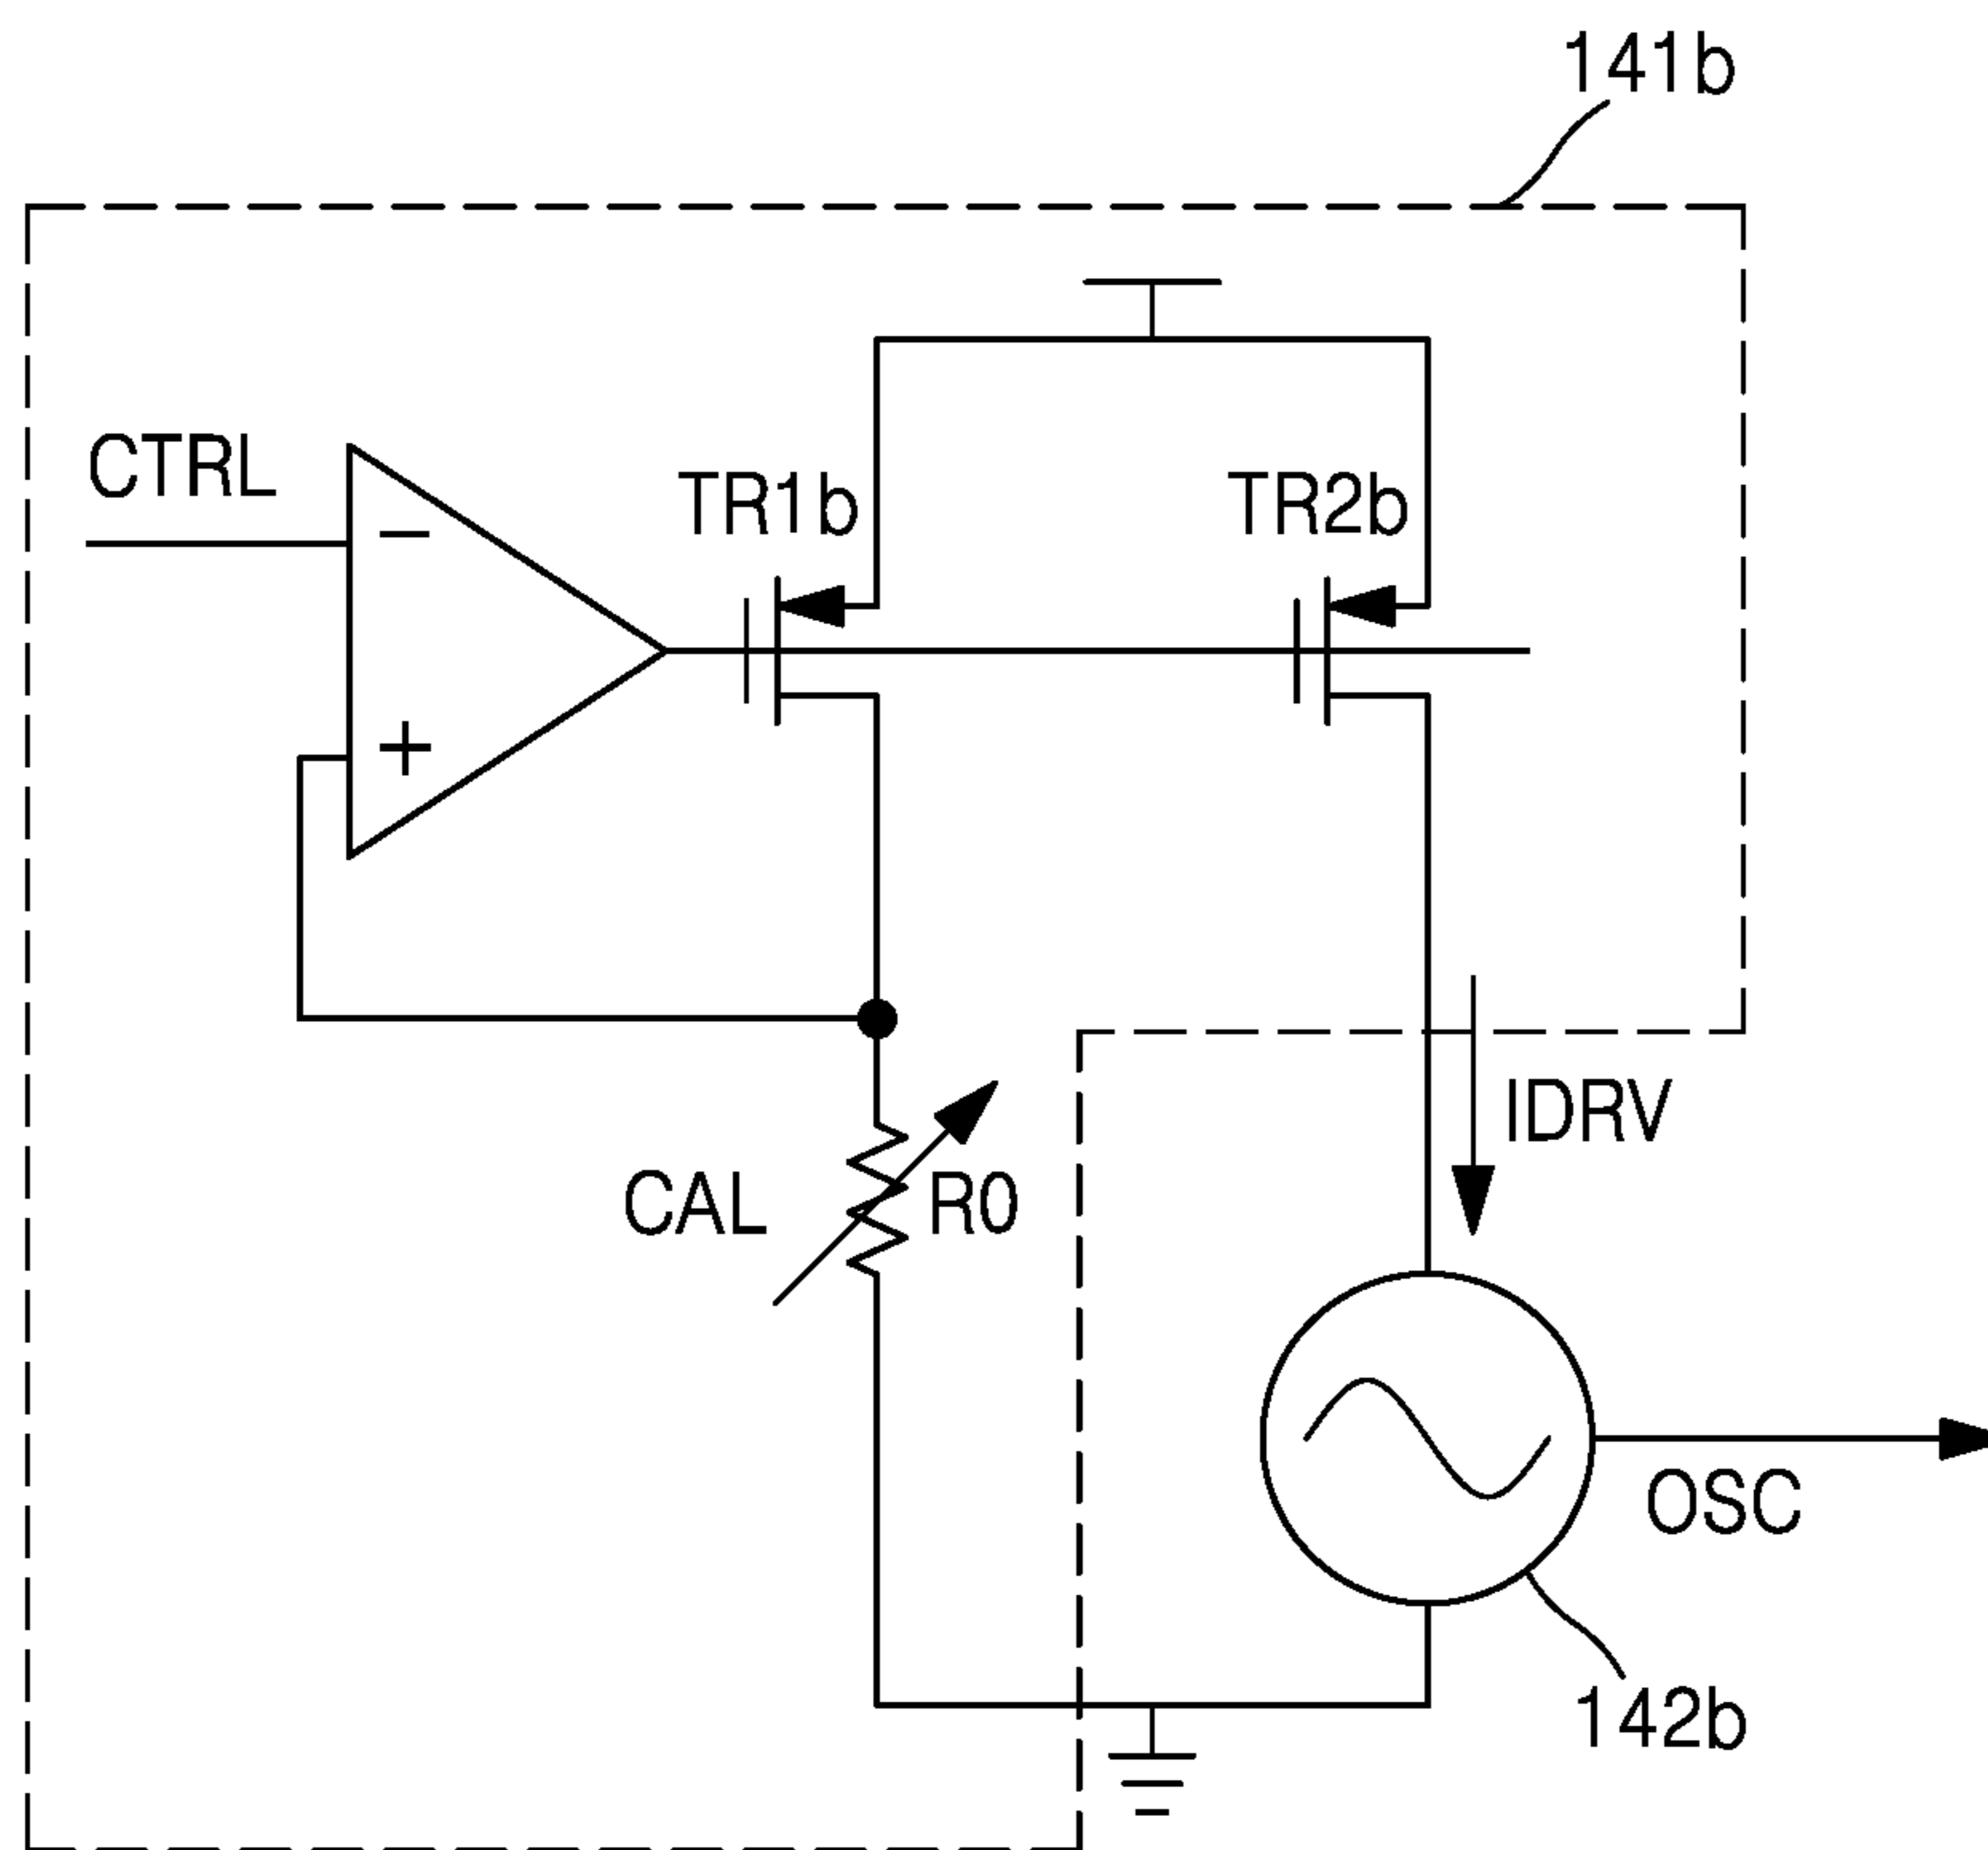 141b
CTRL
TR1b
TR2b
−
+
IDRV
CAL
R0
OSC
142b